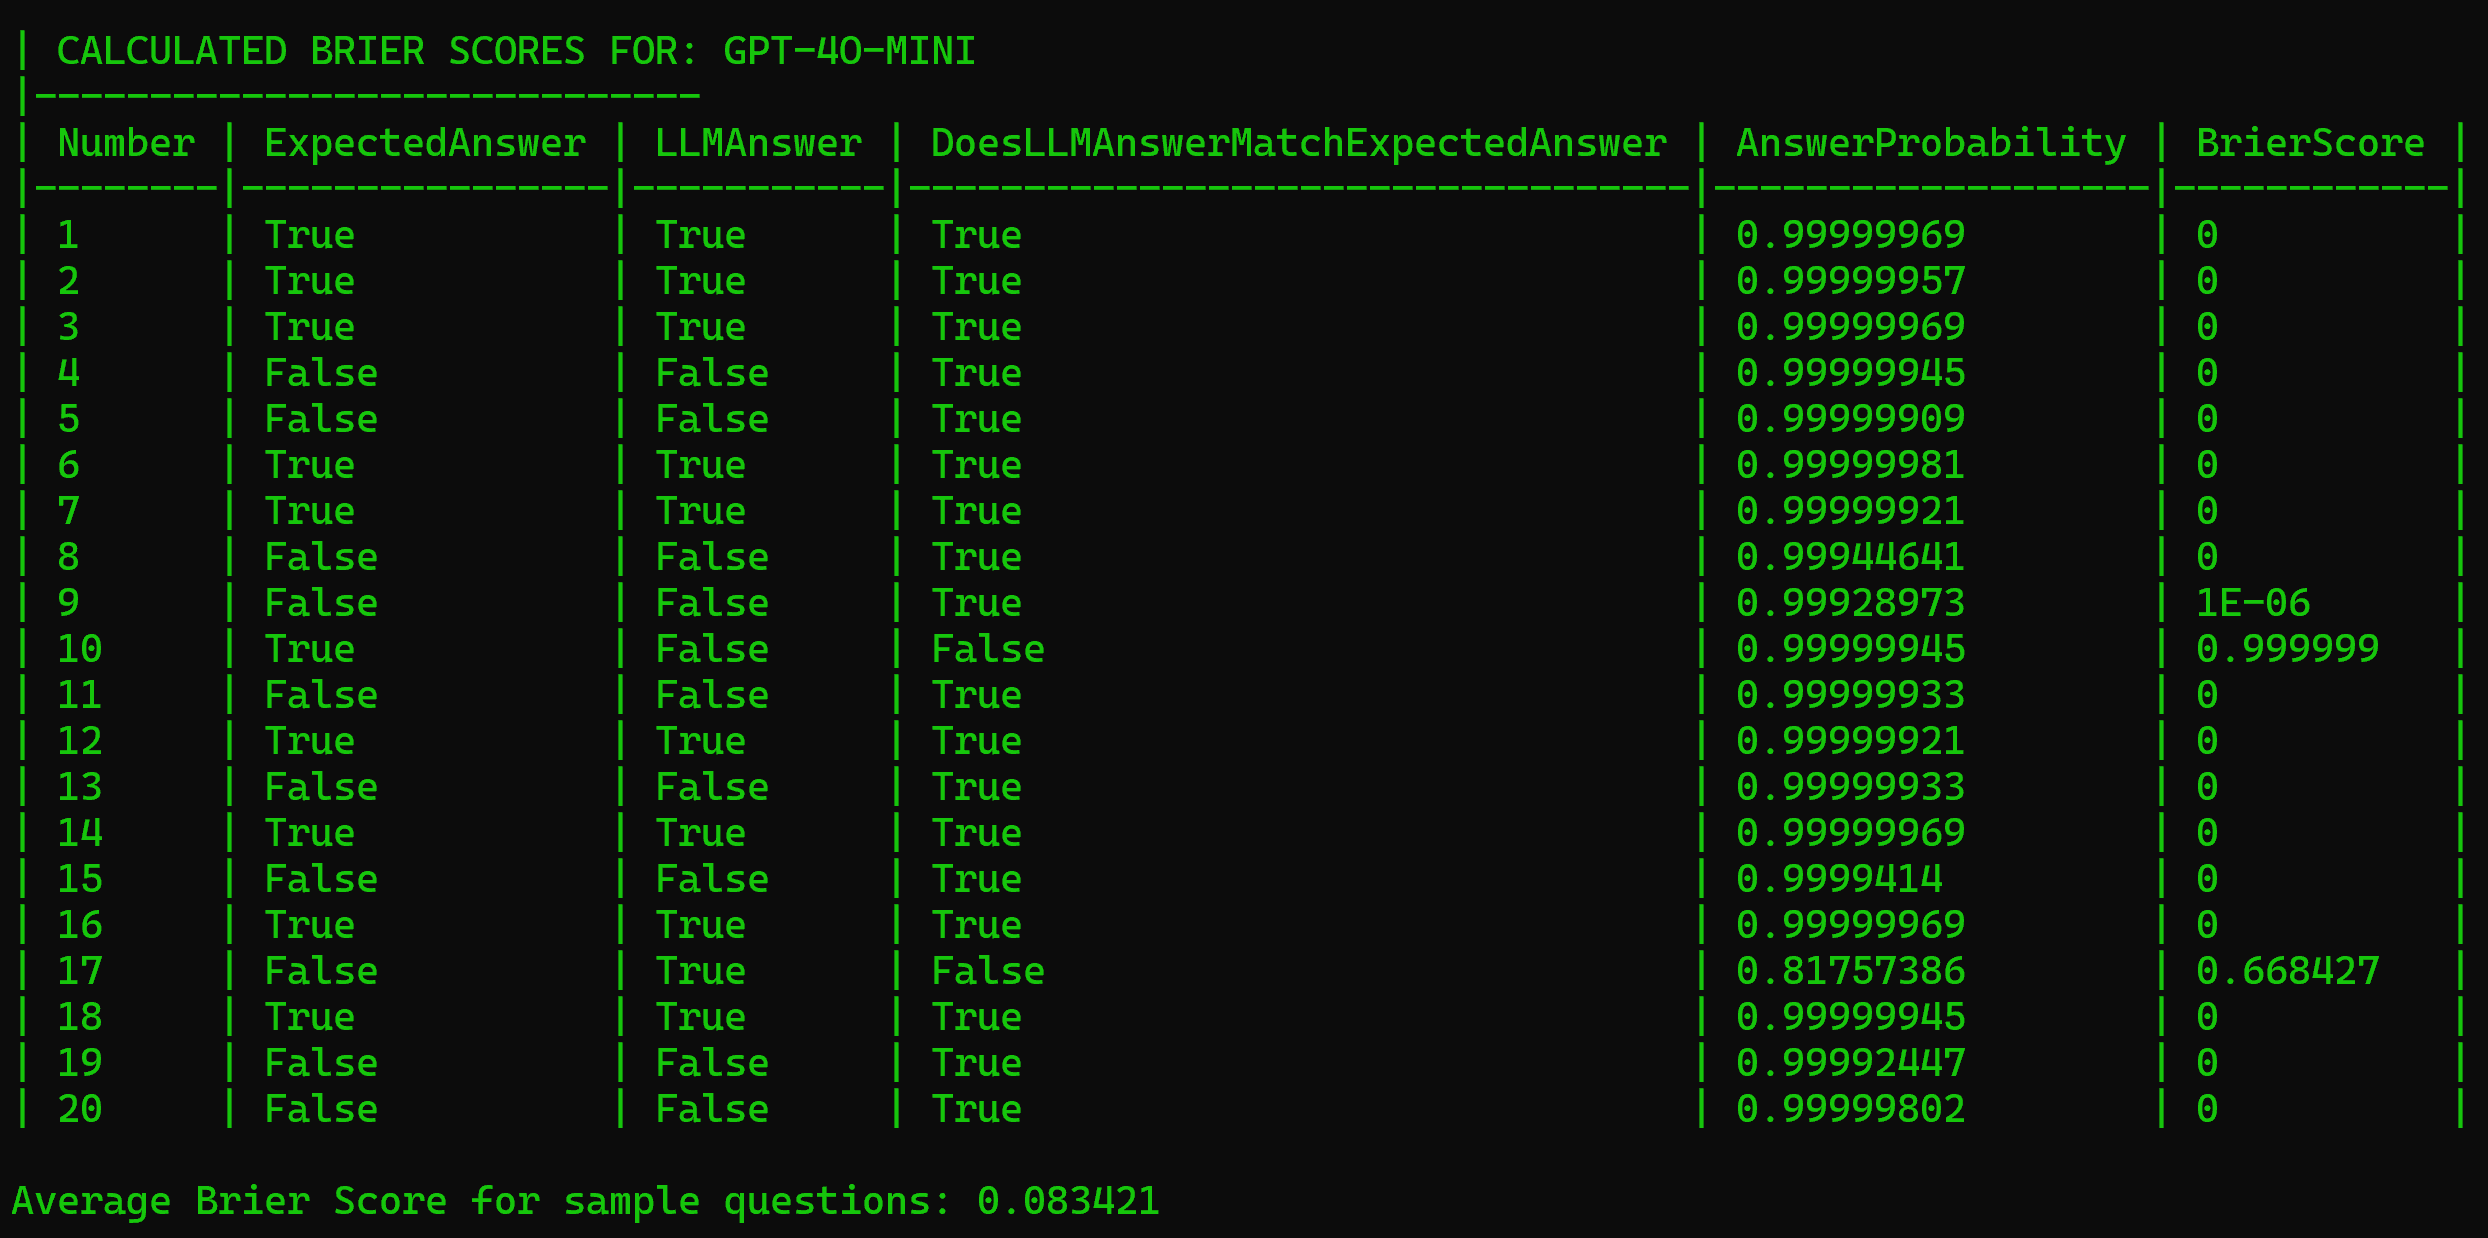 | CALCULATED BRIER SCORES FOR: GPT-4O-MINI
|-----------------------------
| Number | ExpectedAnswer | LLMAnswer | DoesLLMAnswerMatchExpectedAnswer | AnswerProbability | BrierScore |
|--------|----------------|-----------|----------------------------------|-------------------|------------|
| 1 | True | True | True | 0.99999969 | 0 |
| 2 | True | True | True | 0.99999957 | 0 |
| 3 | True | True | True | 0.99999969 | 0 |
| 4 | False | False | True | 0.99999945 | 0 |
| 5 | False | False | True | 0.99999909 | 0 |
| 6 | True | True | True | 0.99999981 | 0 |
| 7 | True | True | True | 0.99999921 | 0 |
| 8 | False | False | True | 0.99944641 | 0 |
| 9 | False | False | True | 0.99928973 | 1E-06 |
| 10 | True | False | False | 0.99999945 | 0.999999 |
| 11 | False | False | True | 0.99999933 | 0 |
| 12 | True | True | True | 0.99999921 | 0 |
| 13 | False | False | True | 0.99999933 | 0 |
| 14 | True | True | True | 0.99999969 | 0 |
| 15 | False | False | True | 0.9999414 | 0 |
| 16 | True | True | True | 0.99999969 | 0 |
| 17 | False | True | False | 0.81757386 | 0.668427 |
| 18 | True | True | True | 0.99999945 | 0 |
| 19 | False | False | True | 0.99992447 | 0 |
| 20 | False | False | True | 0.99999802 | 0 |
Average Brier Score for sample questions: 0.083421